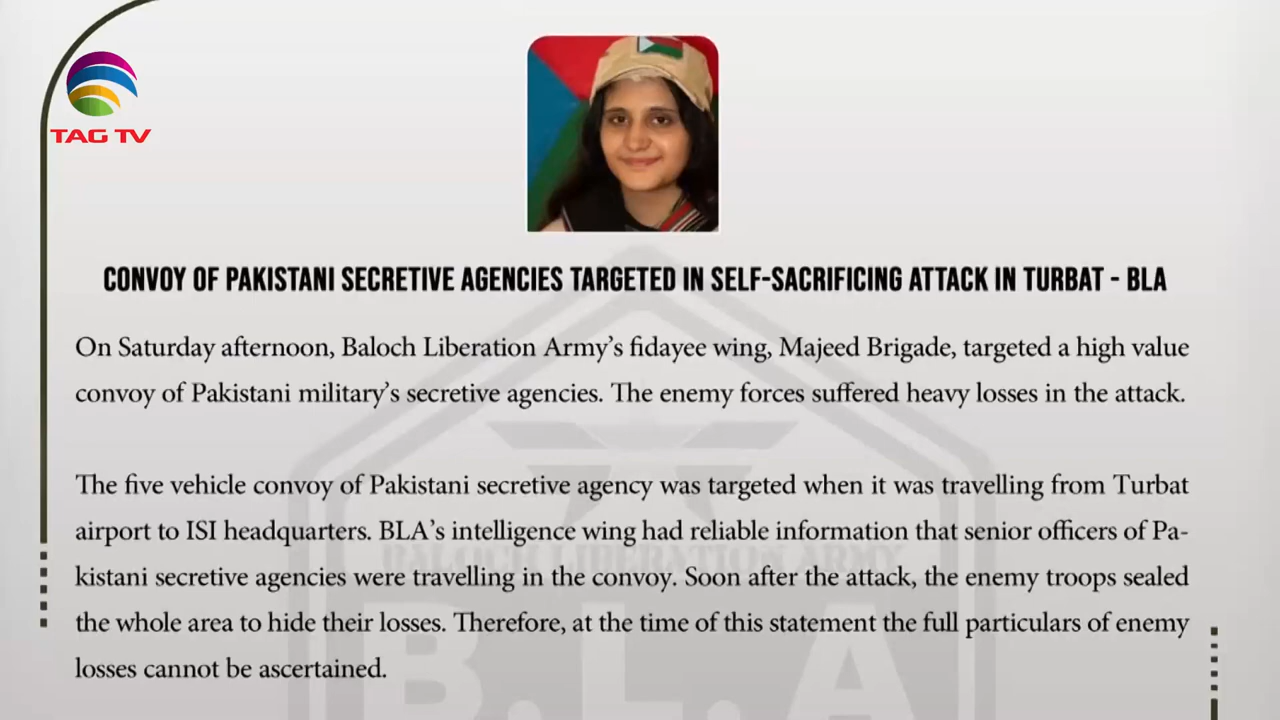 TAG TV
CONVOY OF PAKISTANI SECRETIVE AGENCIES TARGETED IN SELF-SACRIFICING ATTACK IN TURBAT - BLA
On Saturday afternoon, Baloch Liberation Army’s fidayee wing, Majeed Brigade, targeted a high value
convoy of Pakistani military’s secretive agencies. The enemy forces suffered heavy losses in the attack.
The five vehicle convoy of Pakistani secretive agency was targeted when it was travelling from Turbat
airport to ISI headquarters. BLA’s intelligence wing had reliable information that senior officers of Pa-
BALOCH LIBERATION ARMY
kistani secretive agencies were travelling in the convoy. Soon after the attack, the enemy troops sealed
the whole area to hide their losses. Therefore, at the time of this statement the full particulars of enemy
losses cannot be ascertained.
B.L.A